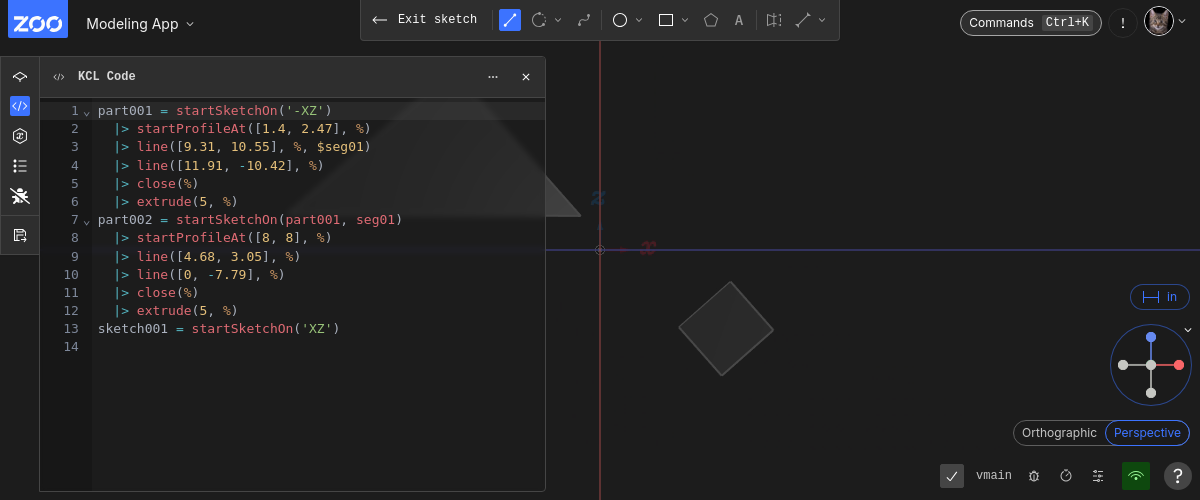 ZOO Modeling App
Exit sketch
A
Commands Ctrl+K
!
KCL Code
1 part001 = startSketchOn('-XZ')
2 |> startProfileAt([1.4, 2.47], %)
3 |> line([9.31, 10.55], %, $seg01)
4 |> line([11.91, -10.42], %)
5 |> close(%)
6 |> extrude(5, %)
7 part002 = startSketchOn(part001, seg01)
8 |> startProfileAt([8, 8], %)
9 |> line([4.68, 3.05], %)
10 |> line([0, -7.79], %)
11 |> close(%)
12 |> extrude(5, %)
13 sketch001 = startSketchOn('XZ')
14
z
x
in
Orthographic Perspective
vmain
?